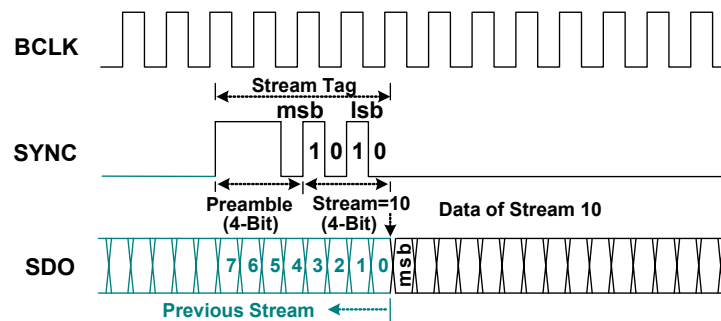 BCLK
Stream Tag
msb lsb
SYNC
1 0 1 0
Preamble
(4-Bit)
Stream=10
(4-Bit)
Data of Stream 10
SDO
7 6 5 4 3 2 1 0
msb
Previous Stream